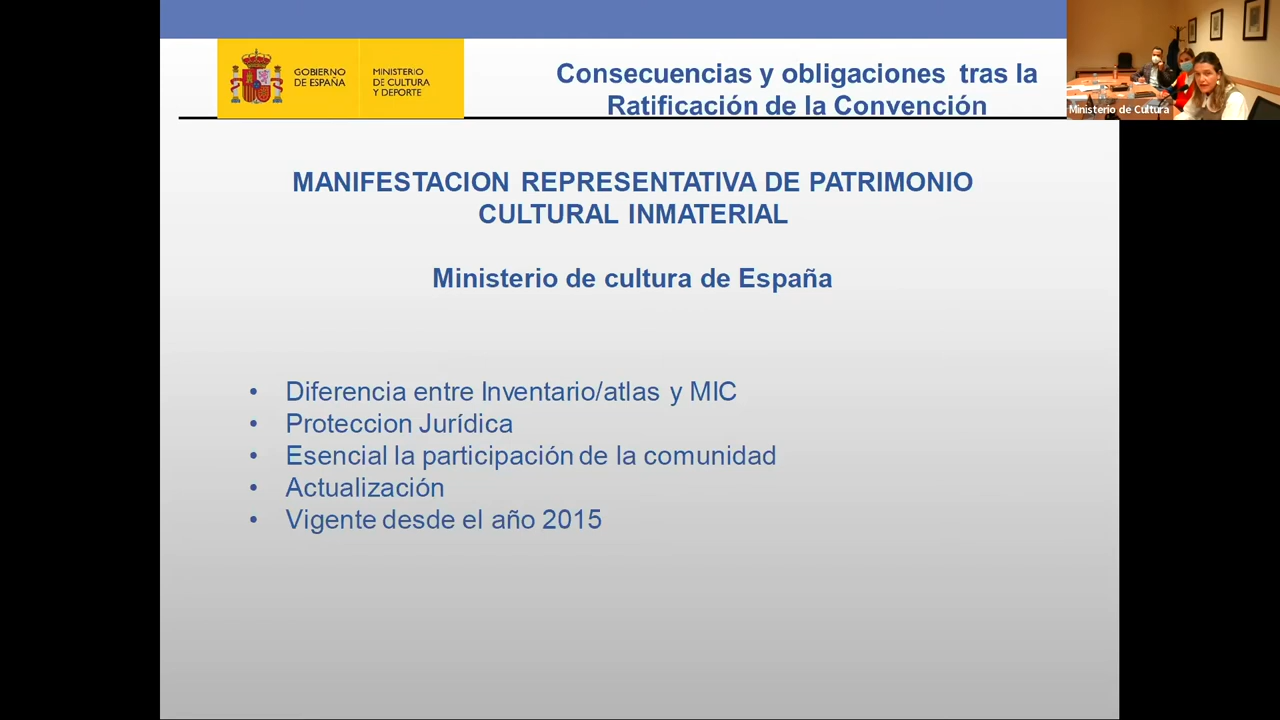 GOBIERNO
DE ESPAÑA
MINISTERIO
DE CULTURA
Y DEPORTE
Consecuencias y obligaciones tras la
Ratificación de la Convención
Ministerio de Cultura
MANIFESTACION REPRESENTATIVA DE PATRIMONIO
CULTURAL INMATERIAL
Ministerio de cultura de España
• Diferencia entre Inventario/atlas y MIC
• Proteccion Jurídica
• Esencial la participación de la comunidad
• Actualización
• Vigente desde el año 2015